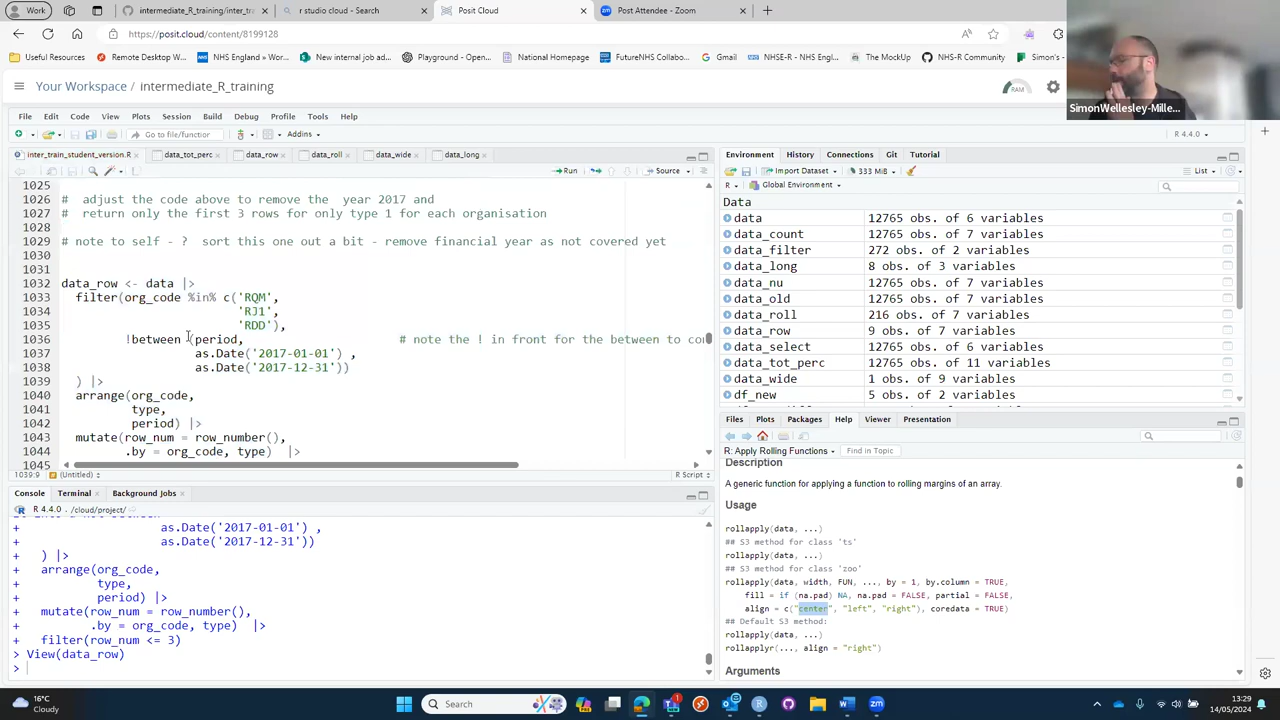 Work
intermediate_R_training/inter_tra
r studio cloud - Search
Posit Cloud
Post Attendee - Zoom
https://posit.cloud/content/8199128
Useful Resources
Remote Desktop W...
NHS England > Wor...
New internal job ad...
Playground - Open...
FutureNHS Collabo...
Gmail
NHSE-R - NHS Eng...
The MockUp
NHS-R Community
Your Workspace / intermediate_R_training
RAM
SimonWellesley-Mille...
File Edit Code View Plots Session Build Debug Profile Tools Help
Go to file/function
Addins
R 4.4.0
inter_train_student_version.R
data_tot_perc
data_row
data_roll
data_wide
data_long
Run
Source
1025
1026 # adjust the code above to remove the year 2017 and
1027 # return only the first 3 rows for only type 1 for each organisation
1028
1029 # note to self - ? sort this one out a bit - remove financial year as not covered yet
1030
1031
1032 data_row <- data |>
1033 filter(org_code %in% c('RQM',
1034 'RJ1',
1035 'RDD'),
1036 !between (period, # note the ! in front for the between to con
1037 as.Date('2017-01-01') ,
1038 as.Date('2017-12-31'))
1039 ) |>
1040 arrange(org_code,
1041 type,
1042 period) |>
1043 mutate(row_num = row_number(),
1044 .by = org_code, type) |>
1045
1039:9
(Untitled)
R Script
Console
Terminal
Background Jobs
R 4.4.0 · /cloud/project/
+ as.Date('2017-01-01') ,
+ as.Date('2017-12-31'))
+ ) |>
+ arrange(org_code,
+ type,
+ period) |>
+ mutate(row_num = row_number(),
+ .by = org_code, type) |>
+ filter(row_num <= 3)
> View(data_row)
>
Environment
History
Connections
Git
Tutorial
Import Dataset
333 MiB
List
R
Global Environment
Data
data 12765 obs. of 6 variables
data_count 12765 obs. of 7 variables
data_filter 272 obs. of 2 variables
data_long 8 obs. of 3 variables
data_nu 12765 obs. of 7 variables
data_old 12765 obs. of 7 variables
data_roll 216 obs. of 7 variables
data_row 9 obs. of 7 variables
data_select 12765 obs. of 6 variables
data_tot_perc 12765 obs. of 11 variables
data_wide 1 obs. of 9 variables
df_new 5 obs. of 2 variables
Files
Plots
Packages
Help
Viewer
Presentation
R: Apply Rolling Functions
Find in Topic
Description
A generic function for applying a function to rolling margins of an array.
Usage
rollapply(data, ...)
## S3 method for class 'ts'
rollapply(data, ...)
## S3 method for class 'zoo'
rollapply(data, width, FUN, ..., by = 1, by.column = TRUE,
fill = if (na.pad) NA, na.pad = FALSE, partial = FALSE,
align = c("center", "left", "right"), coredata = TRUE)
## Default S3 method:
rollapply(data, ...)
rollapplyr(..., align = "right")
Arguments
16°C
Cloudy
Search
13:29
14/05/2024